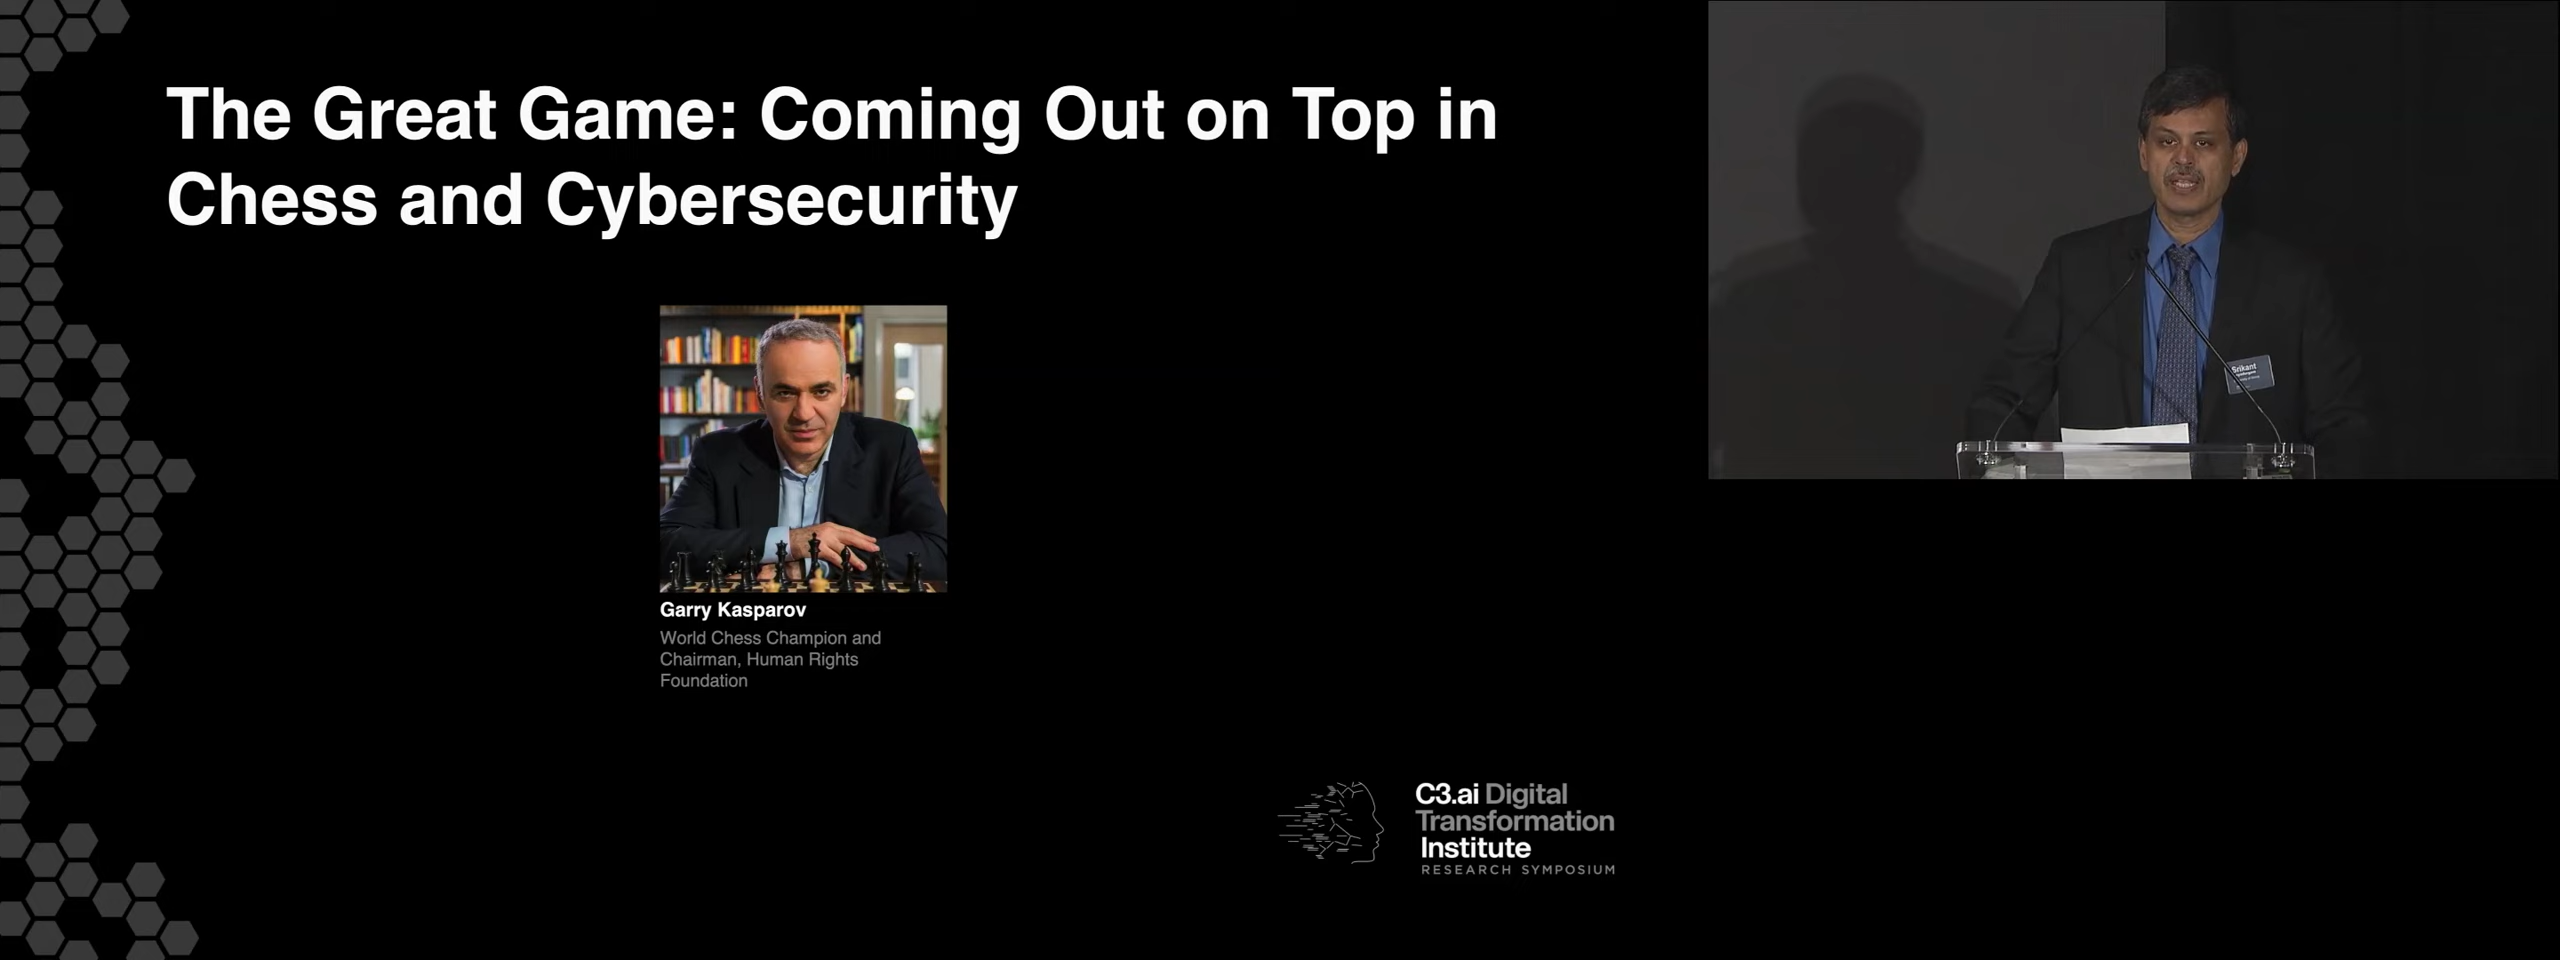 The Great Game: Coming Out on Top in
Chess and Cybersecurity
Garry Kasparov
World Chess Champion and
Chairman, Human Rights
Foundation
C3.ai Digital
Transformation
Institute
RESEARCH SYMPOSIUM
Srikant